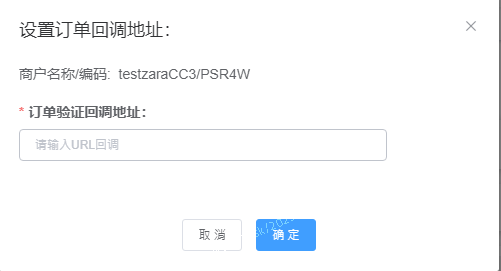 设置订单回调地址：
商户名称/编码: testzaraCC3/PSR4W
* 订单验证回调地址：
请输入URL回调
取 消
确 定